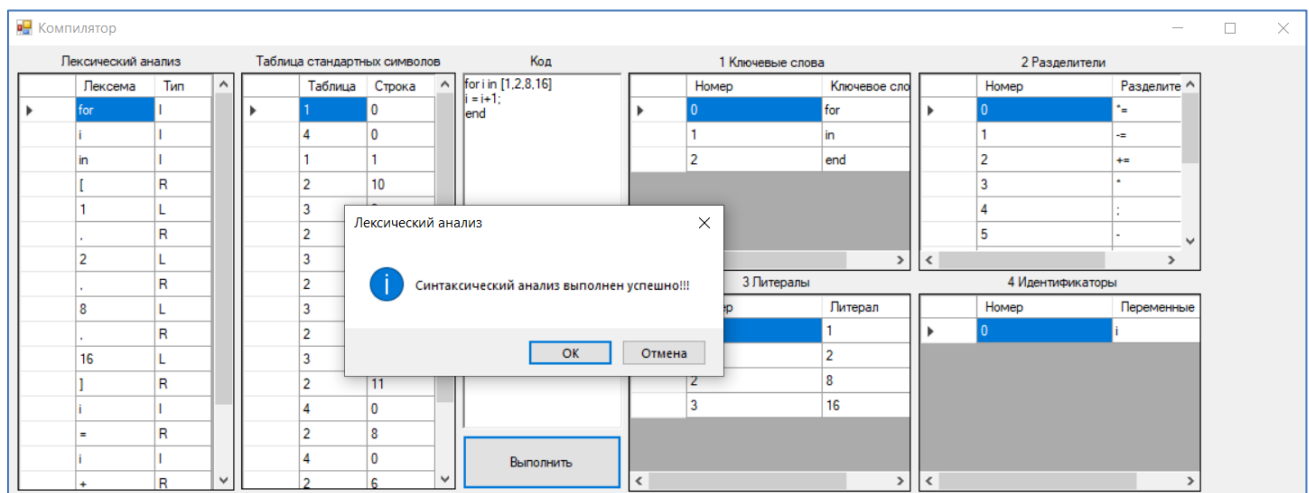 Компилятор
Лексический анализ
Лексема Тип
for I
i I
in I
[ R
1 L
, R
2 L
, R
8 L
, R
16 L
] R
i I
= R
i I
+ R
Таблица стандартных символов
Таблица Строка
1 0
4 0
1 1
2 10
3
2
3
2
3
2
3
2 11
4 0
2 8
4 0
2 6
Код
for i in [1,2,8,16]
i = i+1;
end
Выполнить
1 Ключевые слова
Номер Ключевое сло
0 for
1 in
2 end
2 Разделители
Номер Разделите
0 *=
1 -=
2 +=
3 *
4 :
5 -
Лексический анализ
Синтаксический анализ выполнен успешно!!!
OK Отмена
3 Литералы
ер Литерал
1
2
2 8
3 16
4 Идентификаторы
Номер Переменные
0 i